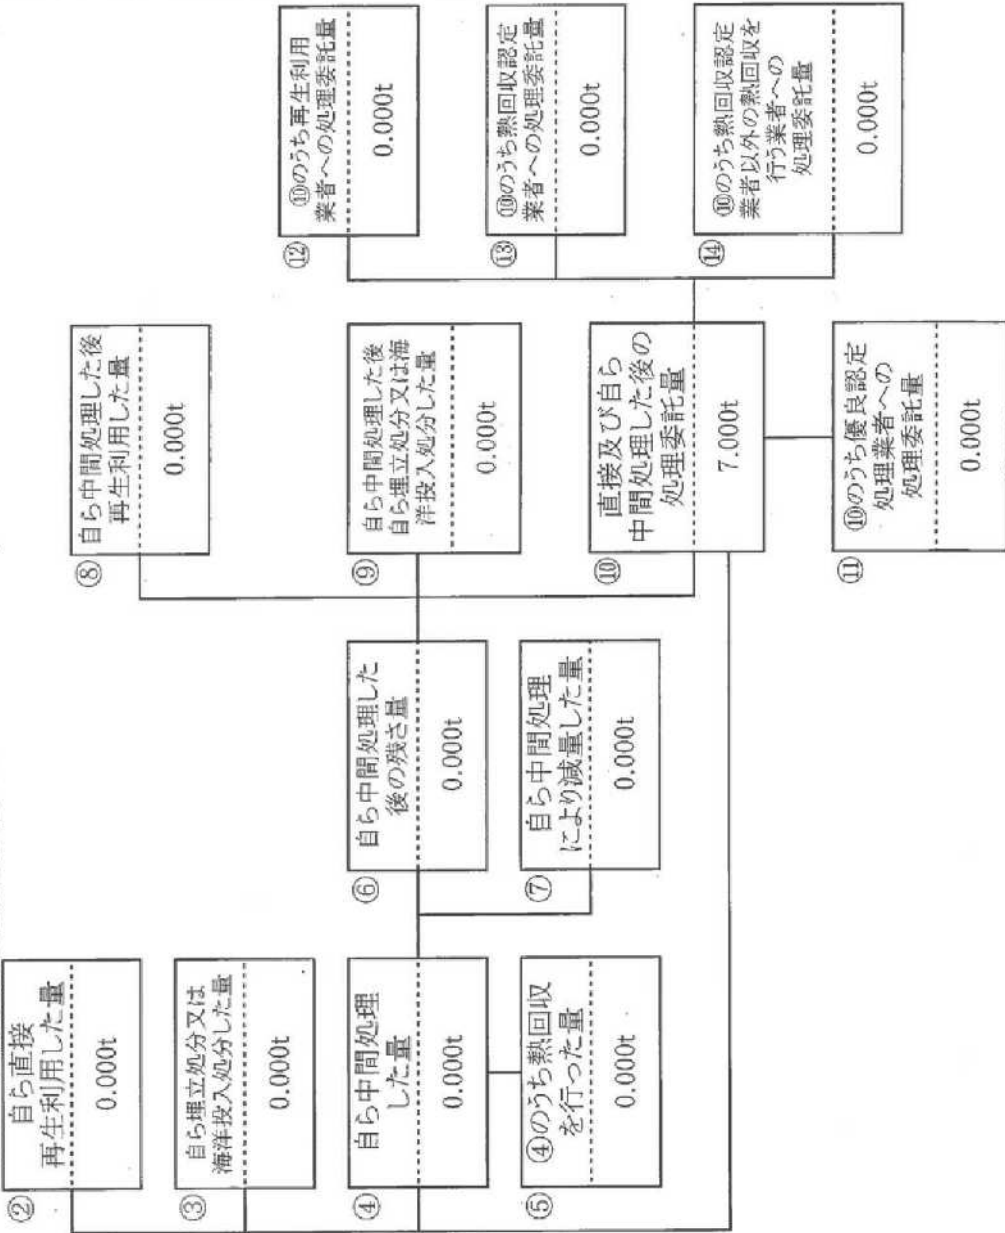 ②
自ら直接
再生利用した量
0.000t
③
自ら埋立処分又は
海洋投入処分した量
0.000t
④
自ら中間処理
した量
0.000t
⑤
④のうち熱回収
を行った量
0.000t
⑥
自ら中間処理した
後の残さ量
0.000t
⑦
自ら中間処理
により減量した量
0.000t
⑧
自ら中間処理した後
再生利用した量
0.000t
⑨
自ら中間処理した後
自ら埋立処分又は海
洋投入処分した量
0.000t
⑩
直接及び自ら
中間処理した後の
処理委託量
7.000t
⑪
⑩のうち優良認定
処理業者への
処理委託量
0.000t
⑫
⑩のうち再生利用
業者への処理委託量
0.000t
⑬
⑩のうち熱回収認定
業者への処理委託量
0.000t
⑭
⑩のうち熱回収認定
業者以外の熱回収を
行う業者への
処理委託量
0.000t